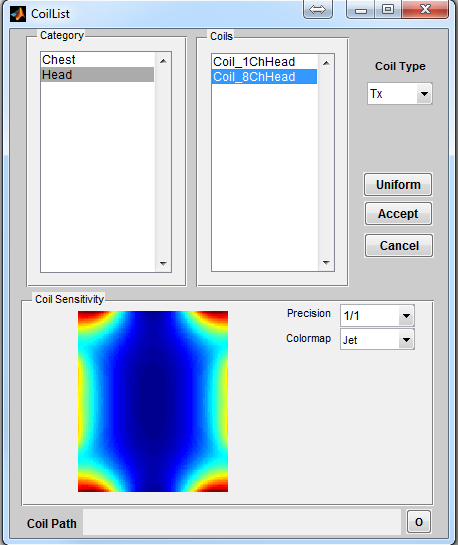 CoilList
Category
Coils
Chest
Head
Coil_1ChHead
Coil_8ChHead
Coil Type
Tx
Uniform
Accept
Cancel
Coil Sensitivity
Precision
1/1
Colormap
Jet
Coil Path
O